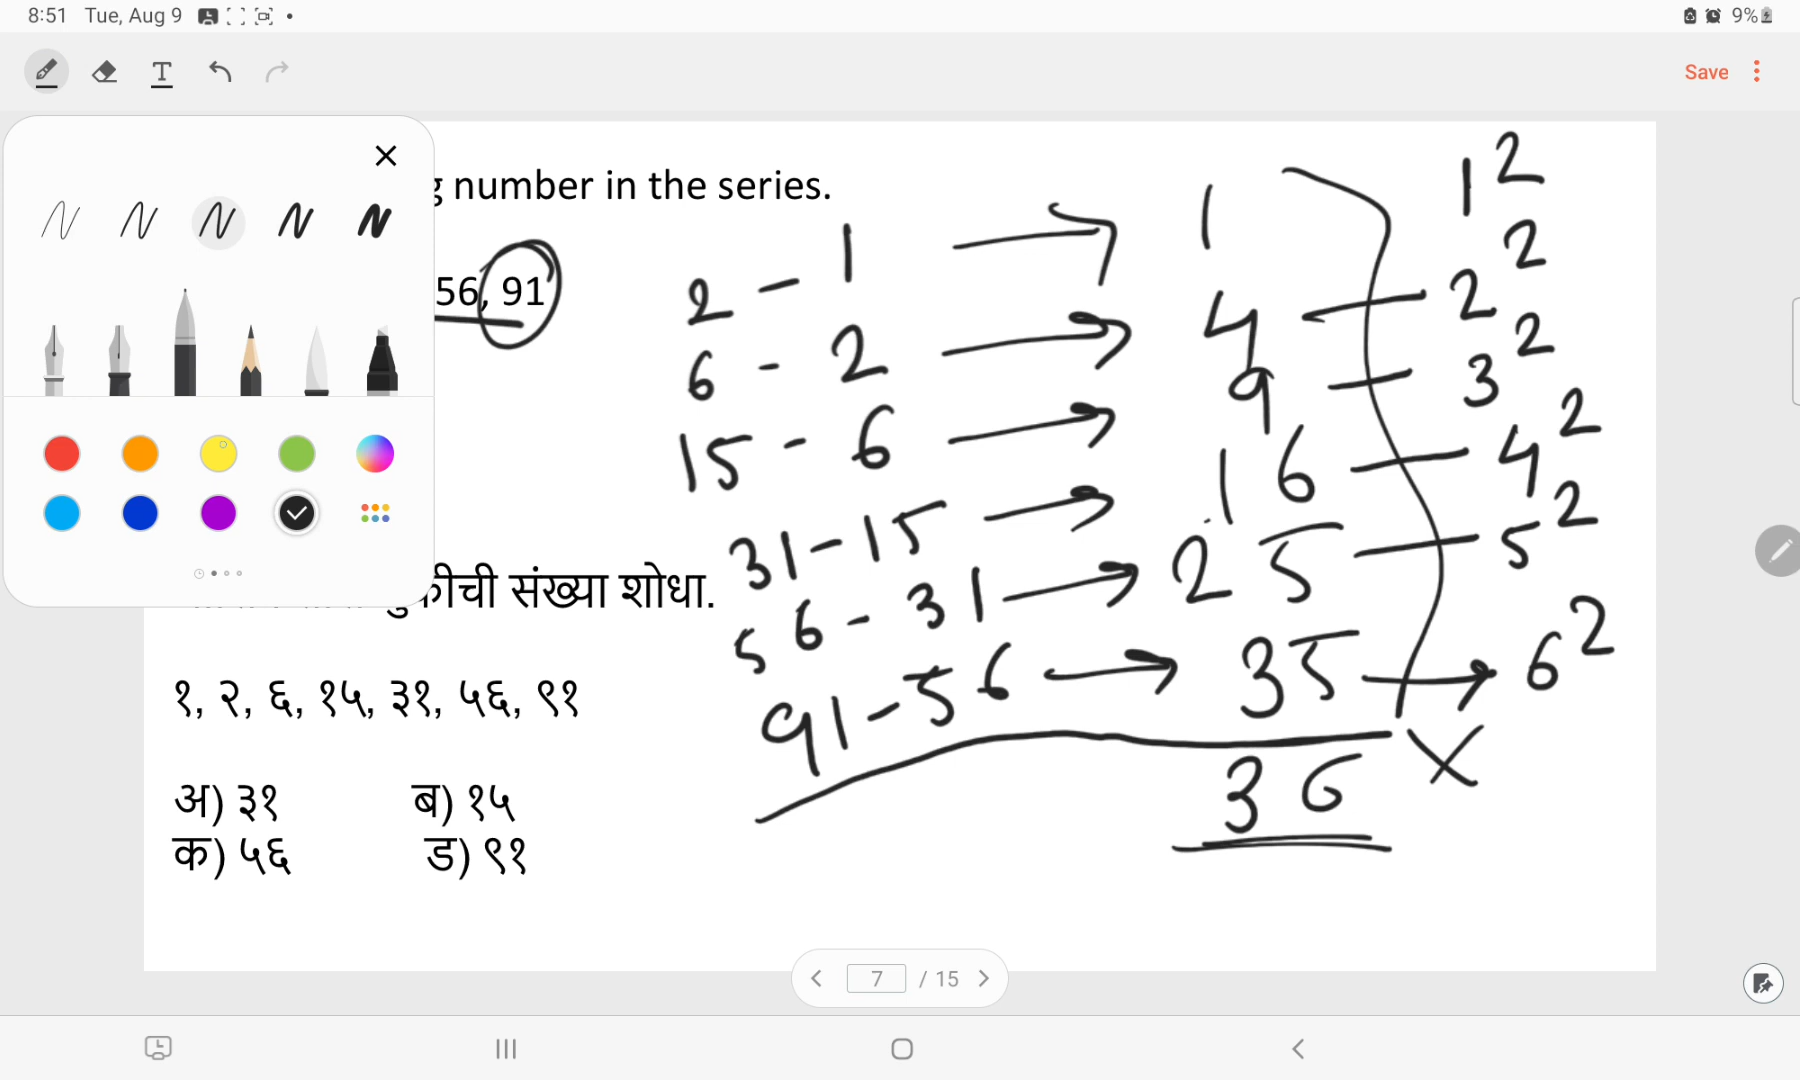 8:51 Tue, Aug 9 9%
T Save
number in the series.
56, 91
2 - 1 → 1 1²
6 - 2 → 4 - 2²
15 - 6 → 9 - 3²
31 - 15 → 16 - 4²
56 - 31 → 25 - 5²
91 - 56 → 35 → 6²
36 X
संख्या शोधा.
१, २, ६, १५, ३१, ५६, ९१
अ) ३१ ब) १५
क) ५६ ड) ९१
7 / 15